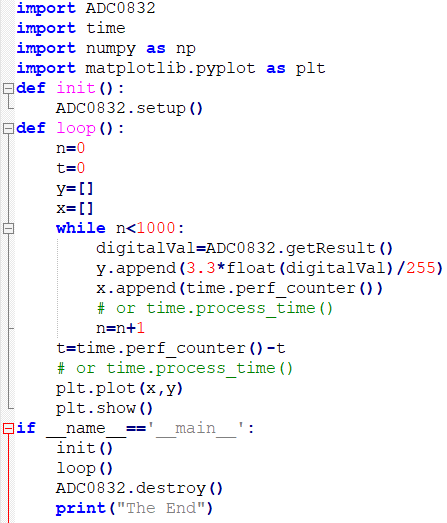 import ADC0832
import time
import numpy as np
import matplotlib.pyplot as plt
def init():
    ADC0832.setup()
def loop():
    n=0
    t=0
    y=[]
    x=[]
    while n<1000:
        digitalVal=ADC0832.getResult()
        y.append(3.3*float(digitalVal)/255)
        x.append(time.perf_counter())
        # or time.process_time()
        n=n+1
    t=time.perf_counter()-t
    # or time.process_time()
    plt.plot(x,y)
    plt.show()
if __name__=='__main__':
    init()
    loop()
    ADC0832.destroy()
    print("The End")